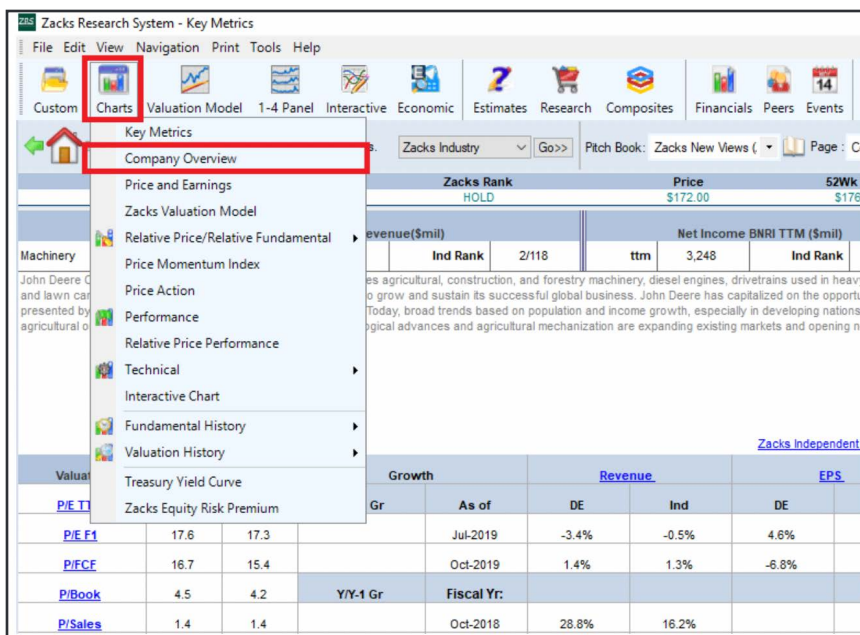 ZRS Zacks Research System - Key Metrics
File Edit View Navigation Print Tools Help
Custom Charts Valuation Model 1-4 Panel Interactive Economic Estimates Research Composites Financials Peers Events
14
Key Metrics
s. Zacks Industry Go>> Pitch Book: Zacks New Views ( Page : C
Company Overview
Price and Earnings
Zacks Rank Price 52Wk
HOLD $172.00 $176
Zacks Valuation Model
Relative Price/Relative Fundamental
evenue($mil) Net Income BNRI TTM ($mil)
Machinery Ind Rank 2/118 ttm 3,248 Ind Rank
Price Momentum Index
John Deere C es agricultural, construction, and forestry machinery, diesel engines, drivetrains used in heavy
Price Action
and lawn car o grow and sustain its successful global business. John Deere has capitalized on the opportu
presented by Today, broad trends based on population and income growth, especially in developing nations
Performance
agricultural o ogical advances and agricultural mechanization are expanding existing markets and opening n
Relative Price Performance
Technical
Interactive Chart
Fundamental History
Zacks Independent
Valuation History
Valuat Growth Revenue EPS
Treasury Yield Curve
P/E TT Gr As of DE Ind DE
Zacks Equity Risk Premium
P/E F1 17.6 17.3 Jul-2019 -3.4% -0.5% 4.6%
P/FCF 16.7 15.4 Oct-2019 1.4% 1.3% -6.8%
P/Book 4.5 4.2 Y/Y-1 Gr Fiscal Yr:
P/Sales 1.4 1.4 Oct-2018 28.8% 16.2%